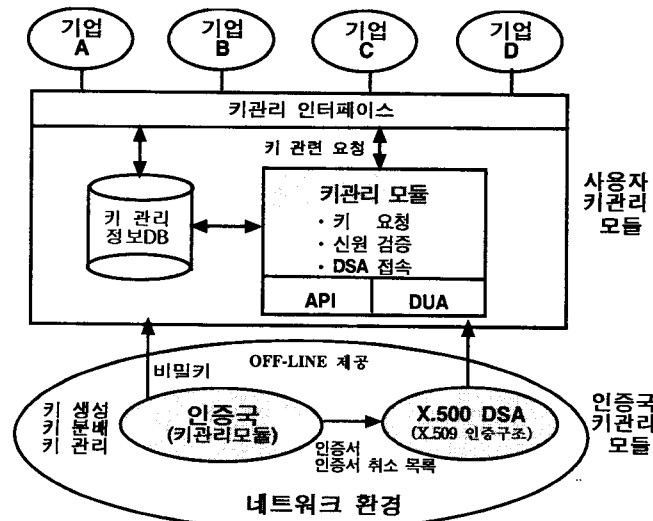 기업
A
기업
B
기업
C
기업
D
키관리 인터페이스
키 관련 요청
키 관리
정보DB
키관리 모듈
· 키 요청
· 신원 검증
· DSA 접속
API
DUA
사용자
키관리
모듈
비밀키
OFF-LINE 제공
키 생성
키 분배
키 관리
인증국
(키관리모듈)
인증서
인증서 취소 목록
X.500 DSA
(X.509 인증구조)
인증국
키관리
모듈
네트워크 환경